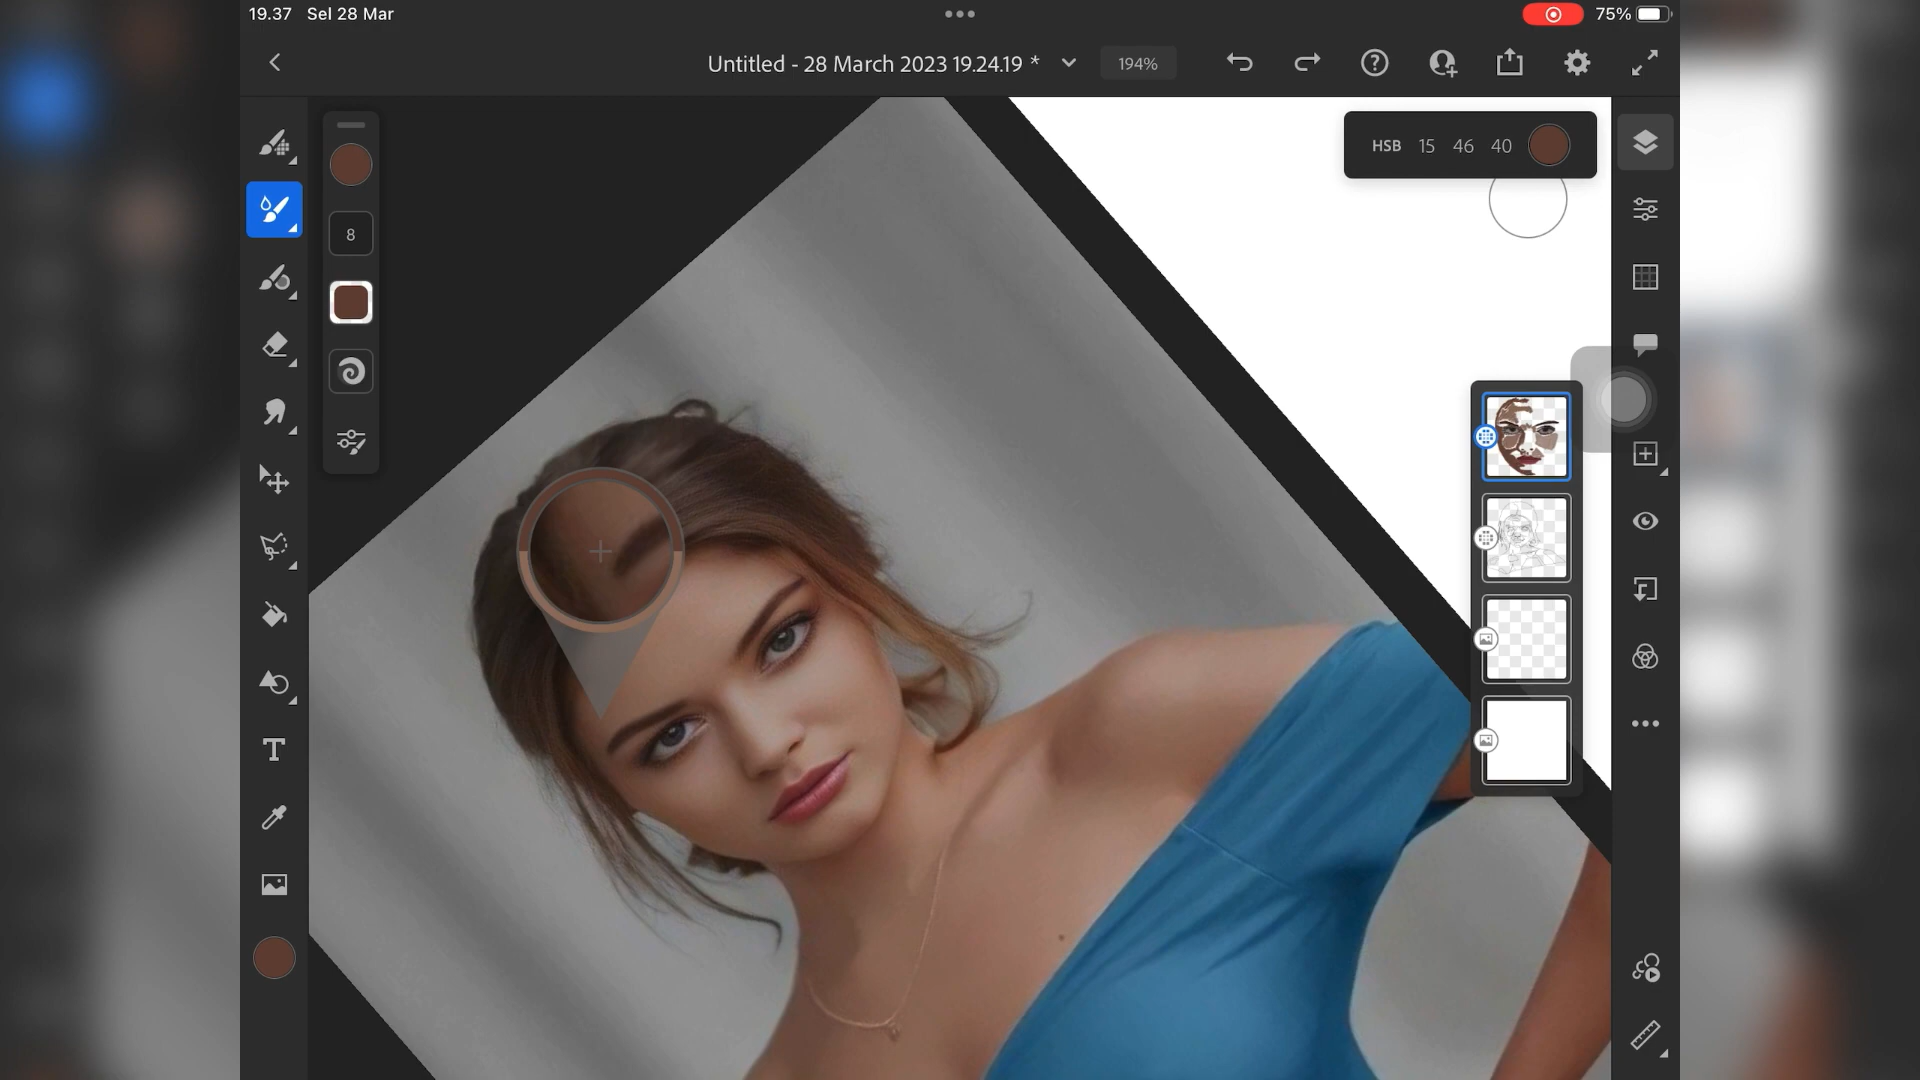 19.37 Sel 28 Mar
75%
Untitled - 28 March 2023 19.24.19 *
194%
HSB 15 46 40
8